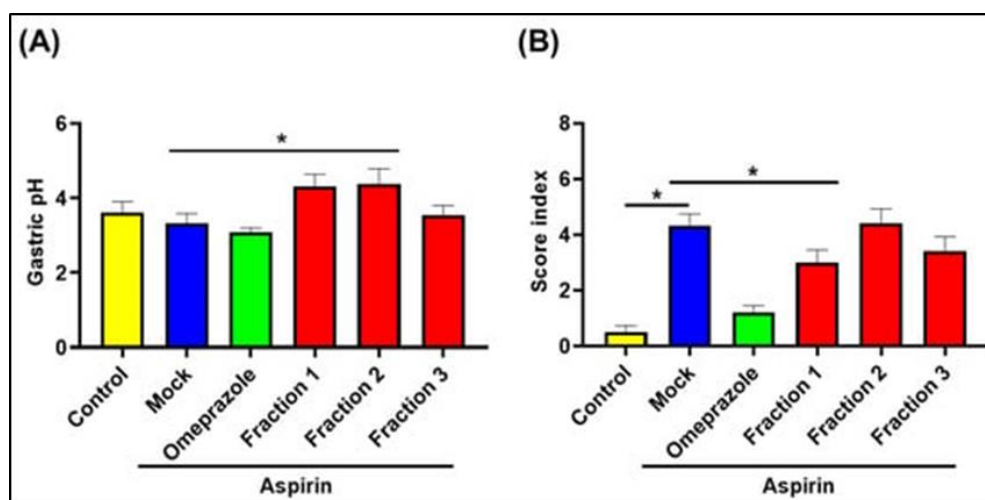 (A)
Gastric pH
6
4
2
0
*
Control
Mock
Omeprazole
Fraction 1
Fraction 2
Fraction 3
Aspirin
(B)
Score index
8
6
4
2
0
*
*
Control
Mock
Omeprazole
Fraction 1
Fraction 2
Fraction 3
Aspirin